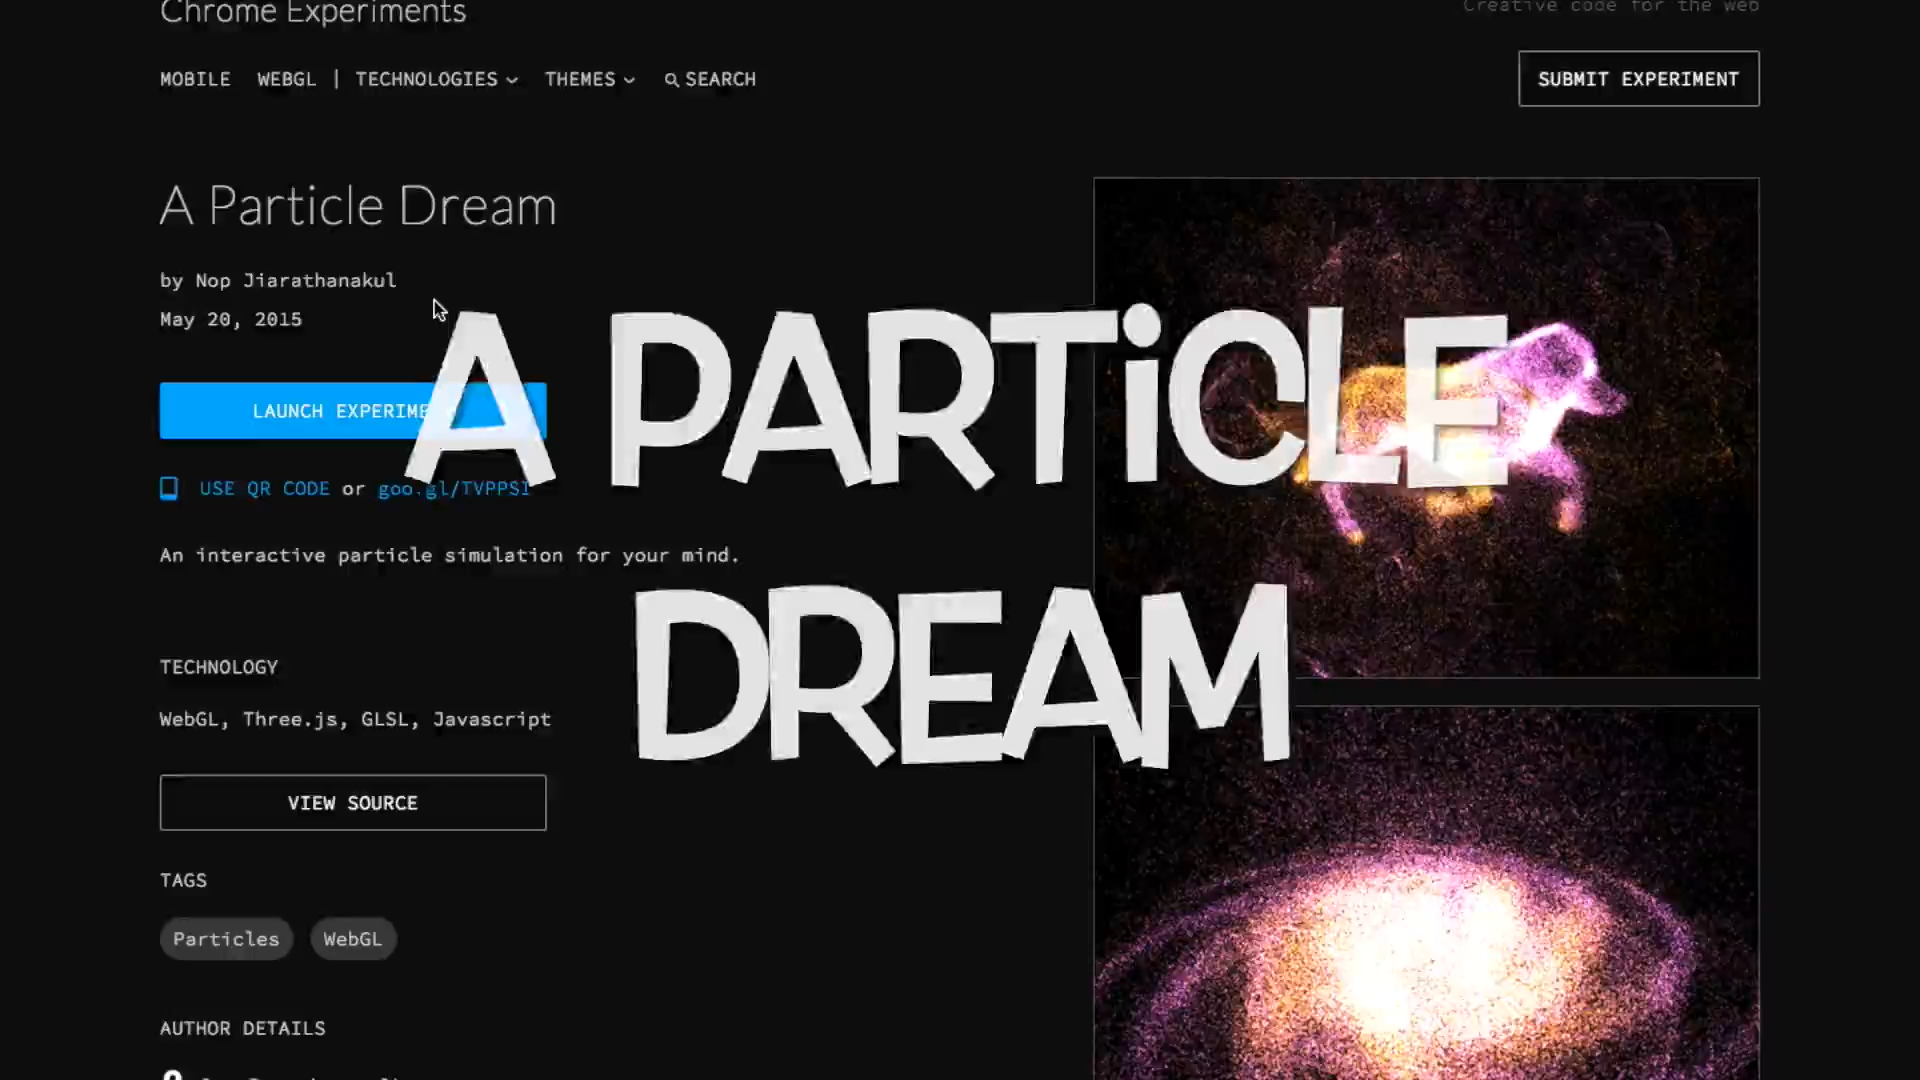 Chrome Experiments
Creative code for the web
MOBILE WEBGL | TECHNOLOGIES THEMES SEARCH
SUBMIT EXPERIMENT
A Particle Dream
by Nop Jiarathanakul
May 20, 2015
A PARTiCLE
DREAM
LAUNCH EXPERIME
USE QR CODE or goo.gl/TVPPSI
An interactive particle simulation for your mind.
TECHNOLOGY
WebGL, Three.js, GLSL, Javascript
VIEW SOURCE
TAGS
Particles WebGL
AUTHOR DETAILS